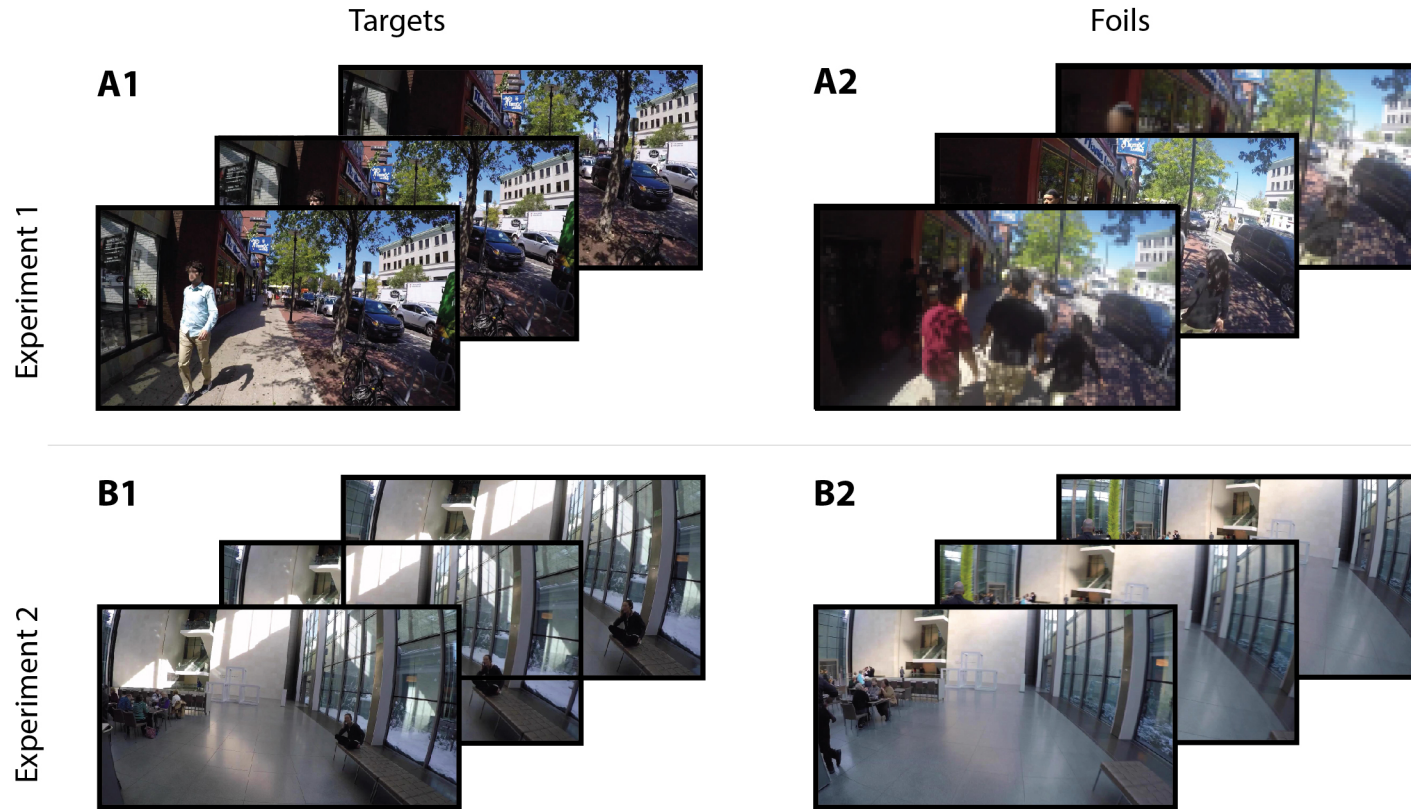 Targets
Foils
Experiment 1
A1
A2
Experiment 2
B1
B2